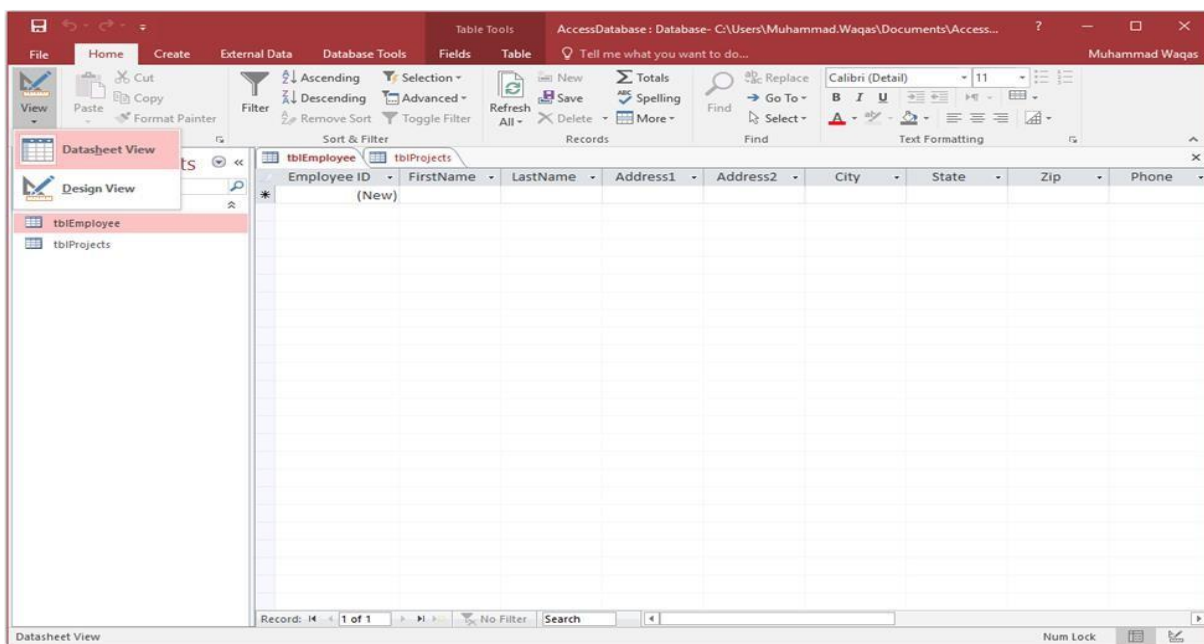 Table Tools AccessDatabase : Database- C:\Users\Muhammad.Waqas\Documents\Access... ?
File Home Create External Data Database Tools Fields Table Tell me what you want to do... Muhammad Waqas
Cut Ascending Selection New Totals Replace Calibri (Detail) 11
View Paste Copy Filter Descending Advanced Refresh All Save Spelling Find Go To B I U
Format Painter Remove Sort Toggle Filter Delete More Select A
Sort & Filter Records Find Text Formatting
Datasheet View
ts
Design View
tblEmployee tblProjects
Employee ID FirstName LastName Address1 Address2 City State Zip Phone
(New)
tblEmployee
tblProjects
Record: 1 of 1 No Filter Search
Datasheet View Num Lock